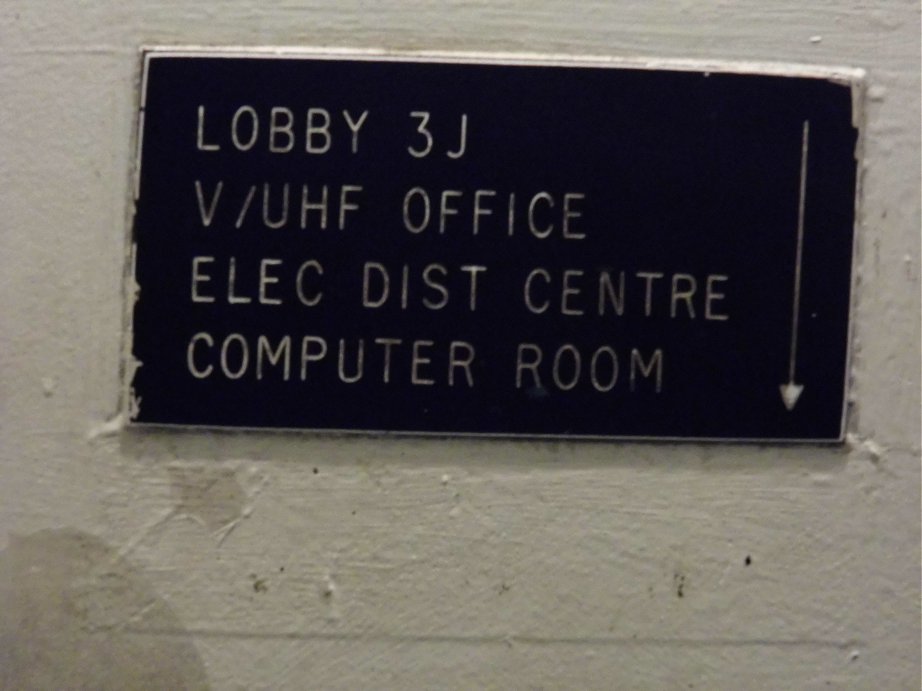 LOBBY 3J
V/UHF OFFICE
ELEC DIST CENTRE
COMPUTER ROOM